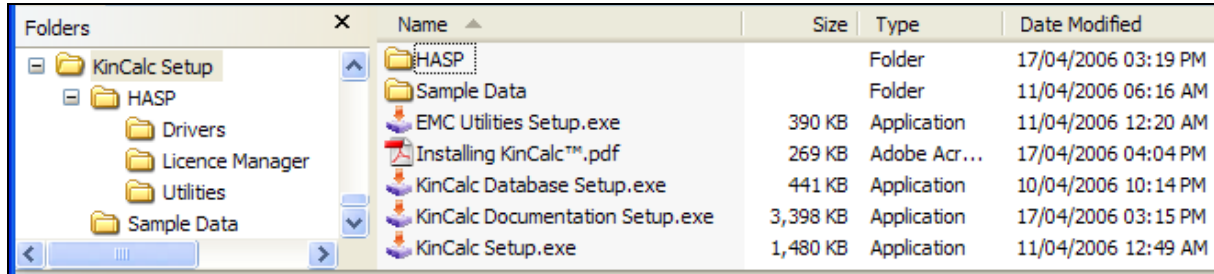 Folders
KinCalc Setup
HASP
Drivers
Licence Manager
Utilities
Sample Data
Name Size Type Date Modified
HASP Folder 17/04/2006 03:19 PM
Sample Data Folder 11/04/2006 06:16 AM
EMC Utilities Setup.exe 390 KB Application 11/04/2006 12:20 AM
Installing KinCalc™.pdf 269 KB Adobe Acr... 17/04/2006 04:04 PM
KinCalc Database Setup.exe 441 KB Application 10/04/2006 10:14 PM
KinCalc Documentation Setup.exe 3,398 KB Application 17/04/2006 03:15 PM
KinCalc Setup.exe 1,480 KB Application 11/04/2006 12:49 AM